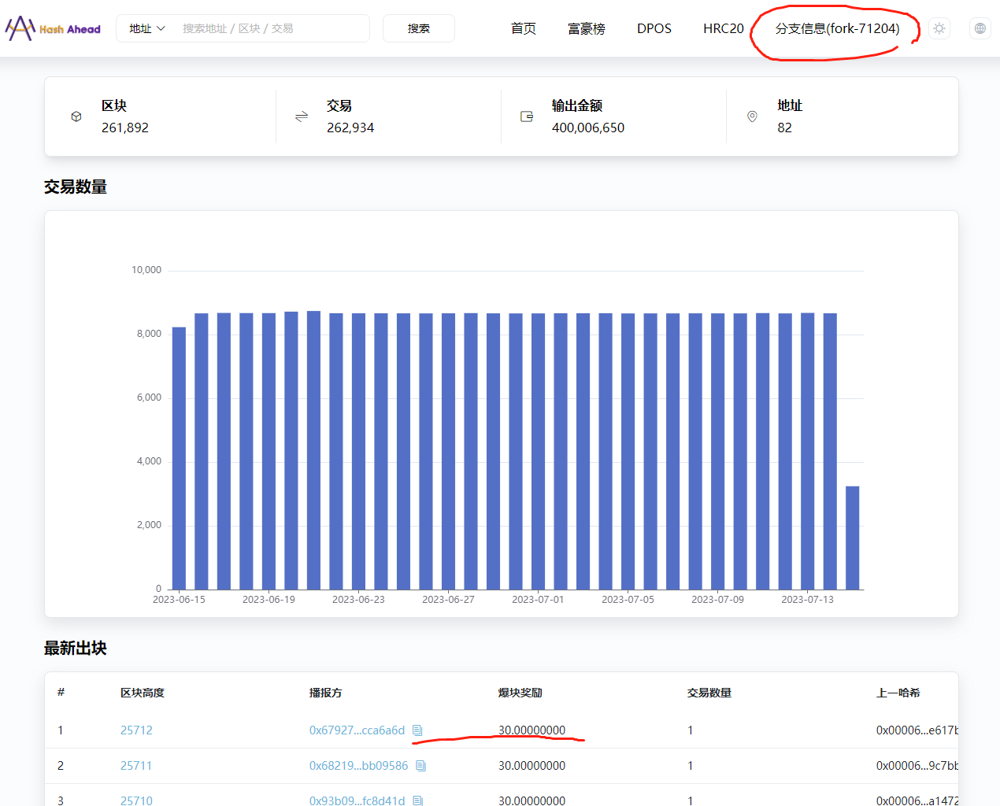 Hash Ahead 地址 搜索地址 / 区块 / 交易 搜索 首页 富豪榜 DPOS HRC20 分支信息(fork-71204)
区块 交易 输出金额 地址
261,892 262,934 400,006,650 82
交易数量
10,000
8,000
6,000
4,000
2,000
0
2023-06-15 2023-06-19 2023-06-23 2023-06-27 2023-07-01 2023-07-05 2023-07-09 2023-07-13
最新出块
# 区块高度 播报方 爆块奖励 交易数量 上一哈希
1 25712 0x67927...cca6a6d 30.00000000 1 0x00006...e617b
2 25711 0x68219...bb09586 30.00000000 1 0x00006...9c7bb
3 25710 0x93b09...fc8d41d 30.00000000 1 0x00006...a1472